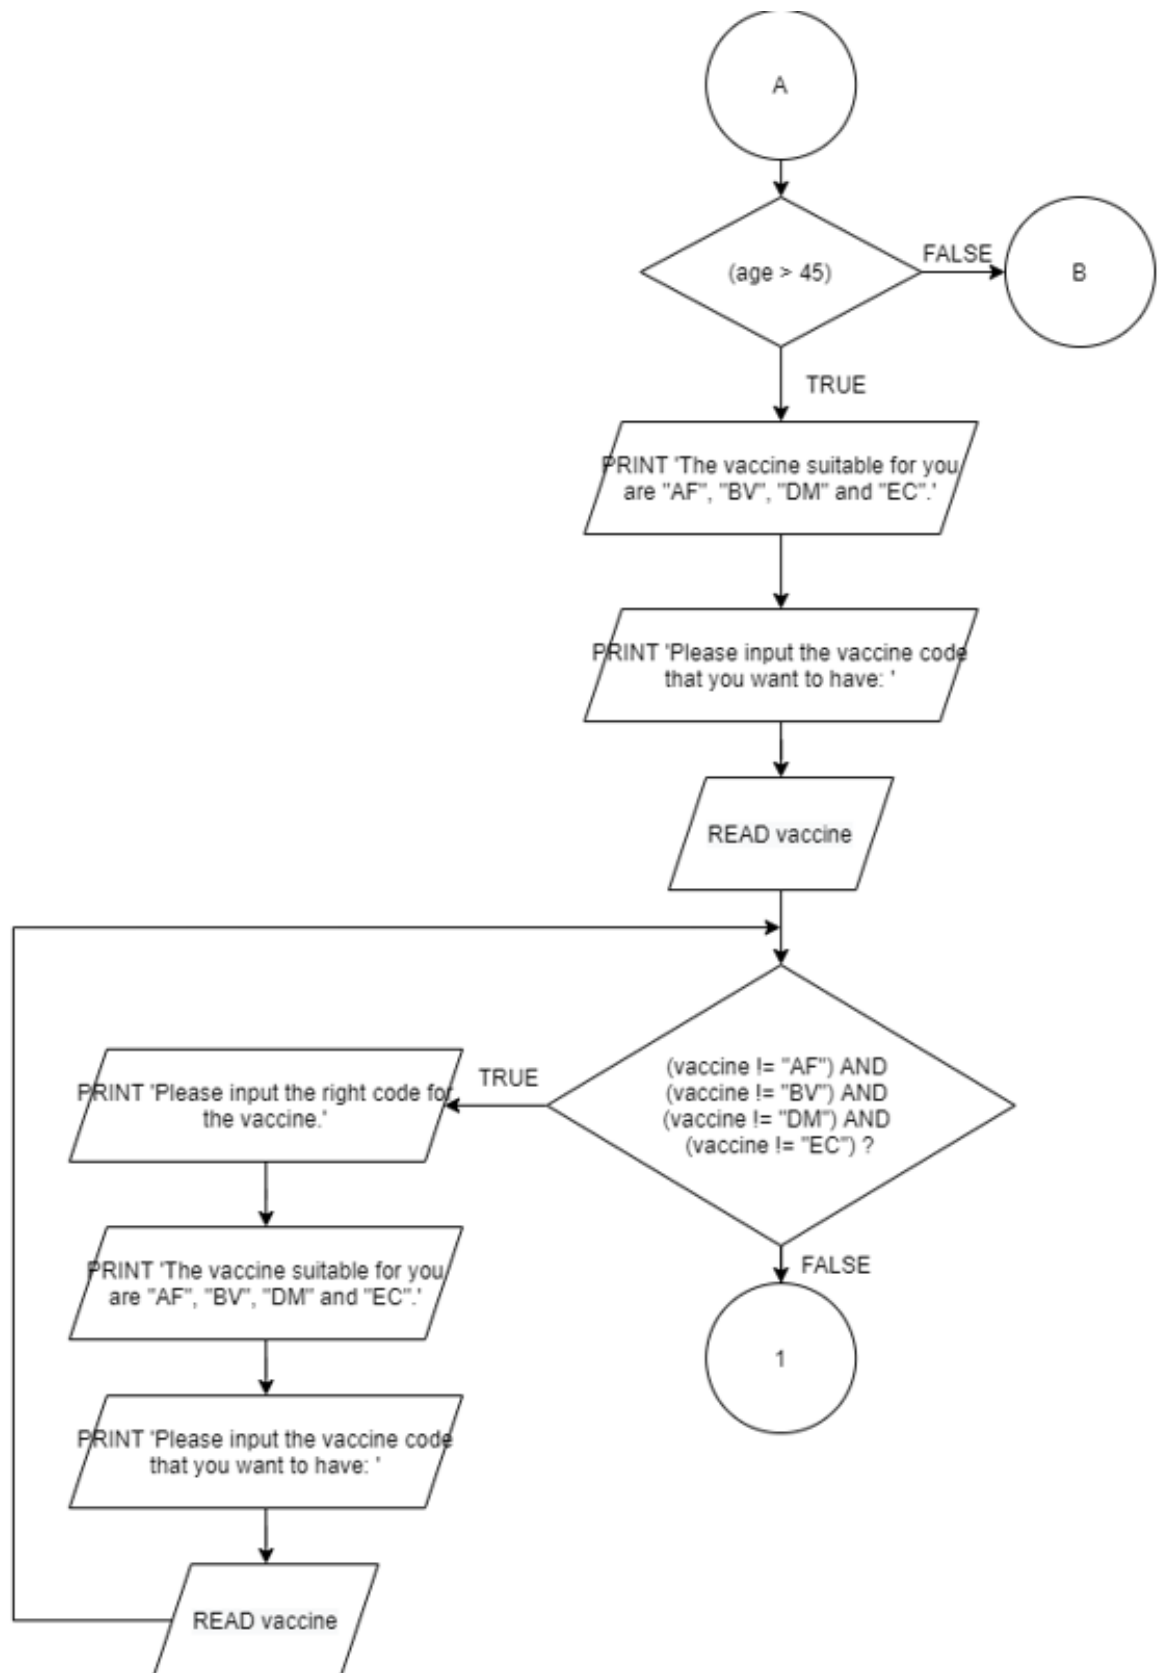 A
(age > 45)
FALSE
B
TRUE
PRINT 'The vaccine suitable for you
are "AF", "BV", "DM" and "EC".'
PRINT 'Please input the vaccine code
that you want to have: '
READ vaccine
(vaccine != "AF") AND
(vaccine != "BV") AND
(vaccine != "DM") AND
(vaccine != "EC") ?
TRUE
PRINT 'Please input the right code for
the vaccine.'
PRINT 'The vaccine suitable for you
are "AF", "BV", "DM" and "EC".'
PRINT 'Please input the vaccine code
that you want to have: '
READ vaccine
FALSE
1